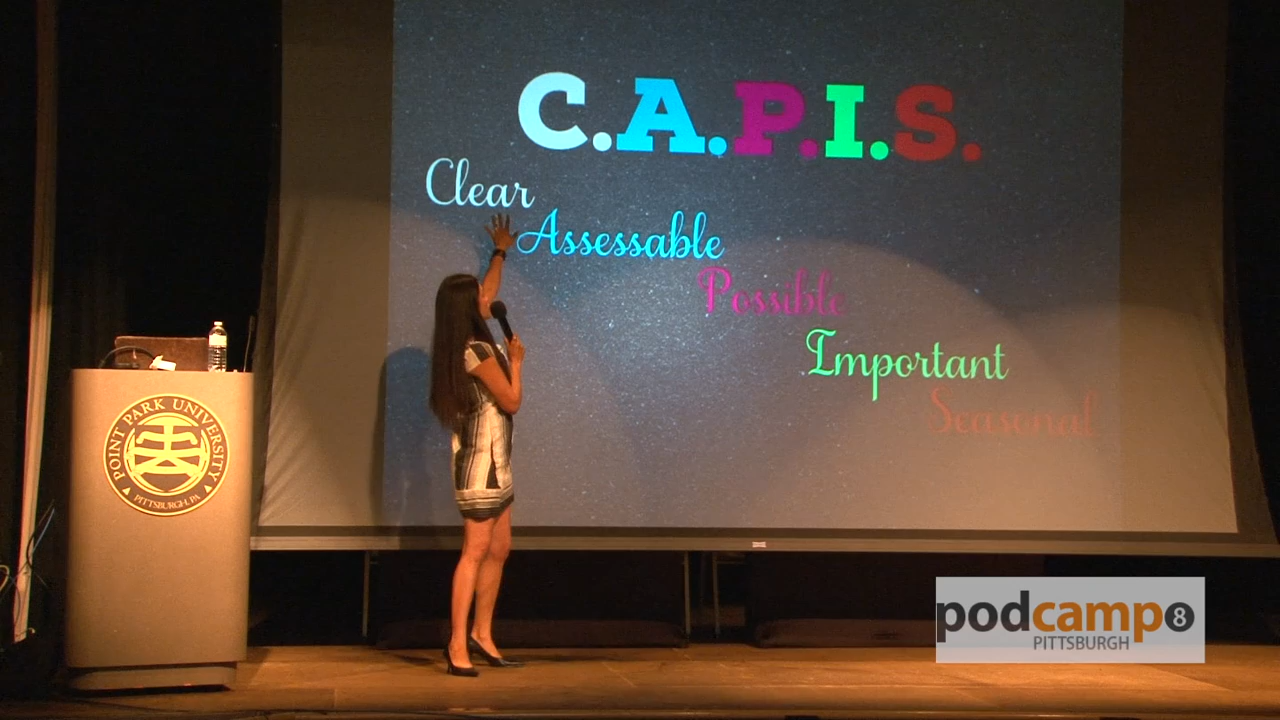 C.A.P.I.S.
Clear
Assessable
Possible
Important
Seasonal
POINT PARK UNIVERSITY
PITTSBURGH, PA
podcamp8
PITTSBURGH